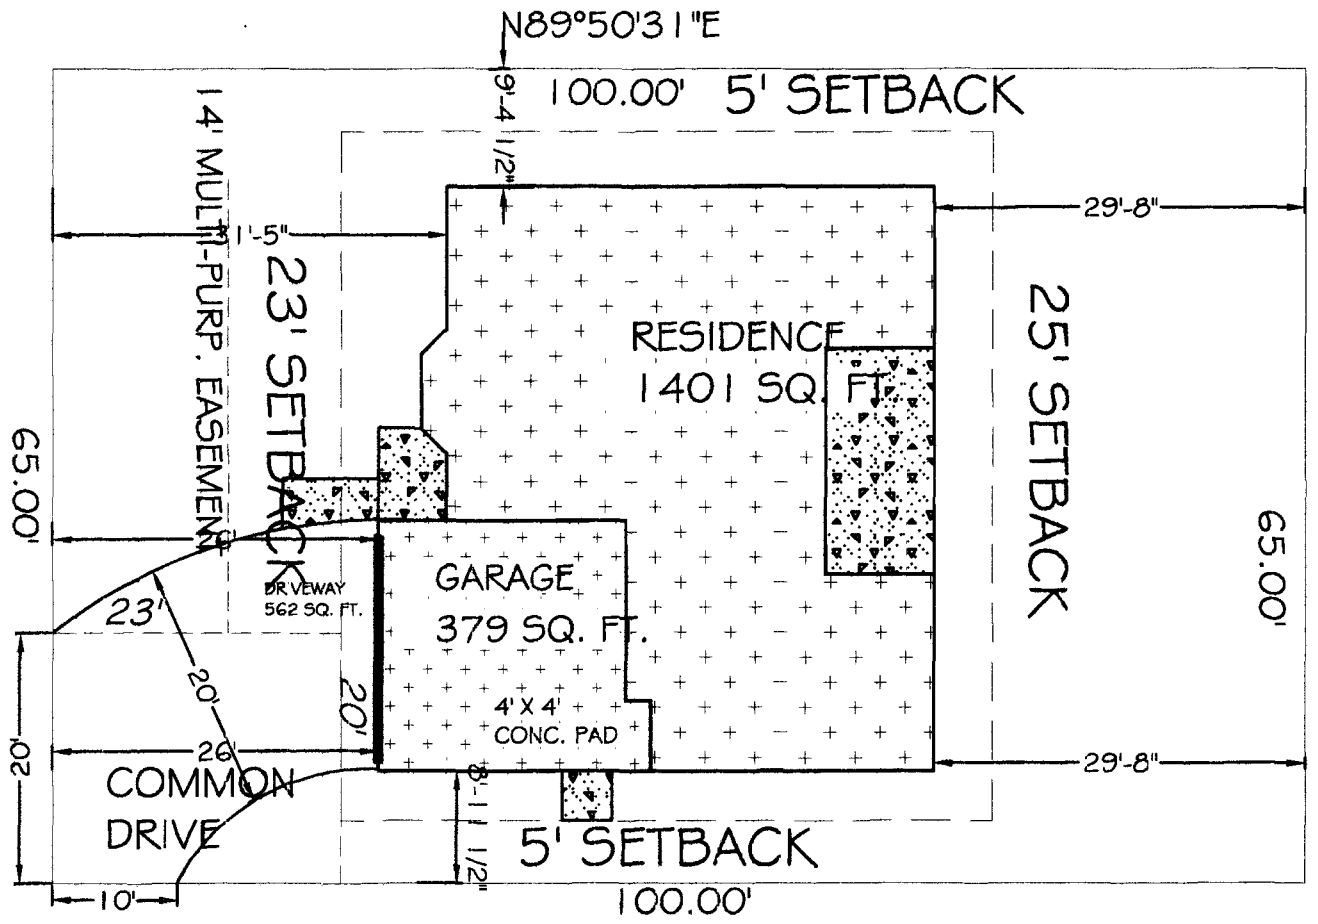 N89°50'31"E
100.00' 5' SETBACK
9'-4 1/2"
14' MULTI-PURP. EASEMENT
31'-5"
29'-8"
23' SETBACK
RESIDENCE
1401 SQ. FT.
25' SETBACK
65.00'
65.00'
26'
DRVEWAY
562 SQ. FT.
23'
GARAGE
379 SQ. FT.
20'
20'
4' X 4'
CONC. PAD
20'
26'
29'-8"
COMMON
DRIVE
8'-11 1/2"
5' SETBACK
10'
100.00'